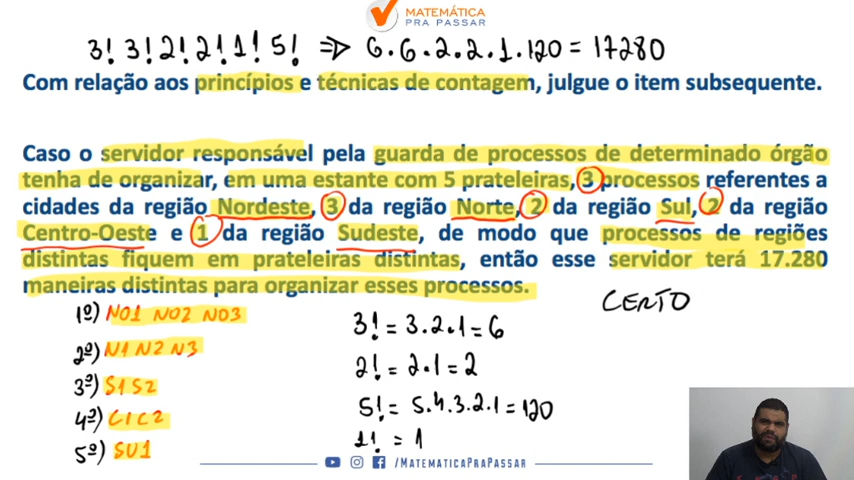 MATEMÁTICA
PRA PASSAR
3! 3! 2! 2! 1! 5! => 6.6.2.2.1.120 = 17280
Com relação aos princípios e técnicas de contagem, julgue o item subsequente.
Caso o servidor responsável pela guarda de processos de determinado órgão
tenha de organizar, em uma estante com 5 prateleiras, 3 processos referentes a
cidades da região Nordeste, 3 da região Norte, 2 da região Sul, 2 da região
Centro-Oeste e 1 da região Sudeste, de modo que processos de regiões
distintas fiquem em prateleiras distintas, então esse servidor terá 17.280
maneiras distintas para organizar esses processos.
CERTO
1º) NO1 NO2 NO3
2º) N1 N2 N3
3º) S1 S2
4º) C1 C2
5º) SU1
3! = 3.2.1 = 6
2! = 2.1 = 2
5! = 5.4.3.2.1 = 120
1! = 1
/MATEMATICAPRAPASSAR